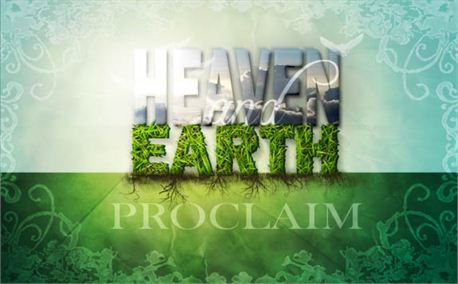 HEAVEN
and
EARTH
PROCLAIM